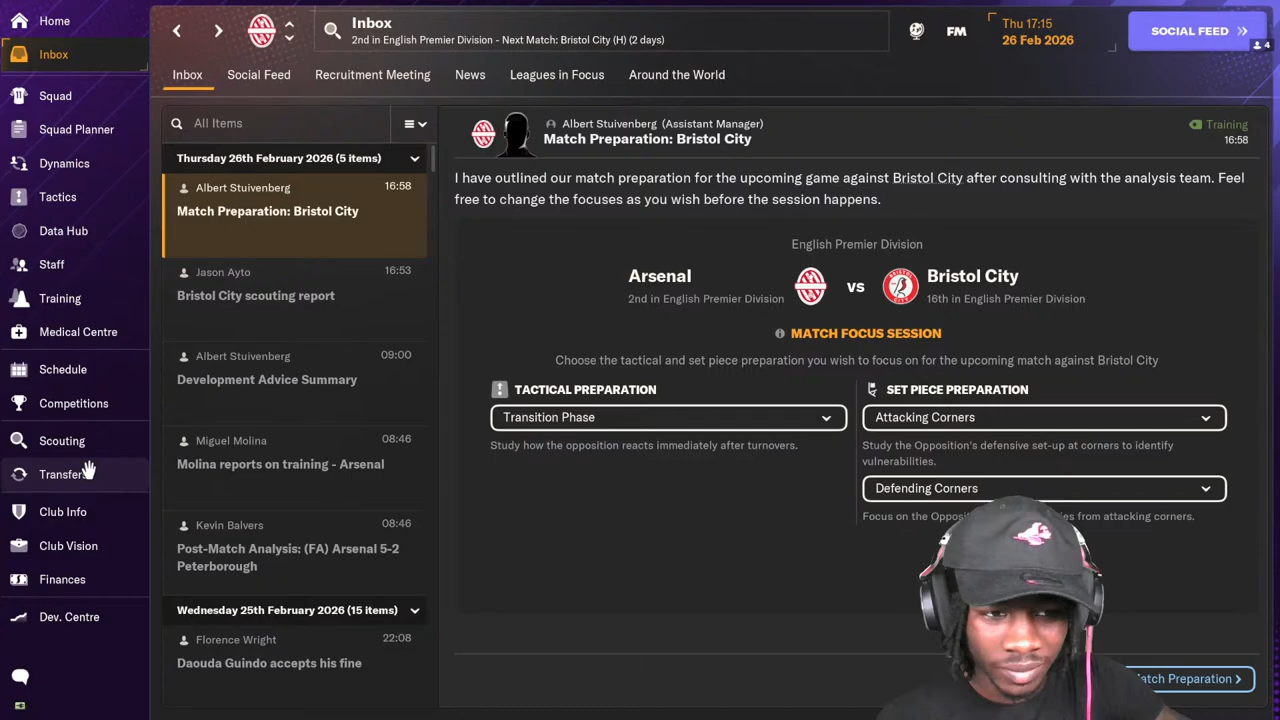 Home
Inbox
Squad
Squad Planner
Dynamics
Tactics
Data Hub
Staff
Training
Medical Centre
Schedule
Competitions
Scouting
Transfers
Club Info
Club Vision
Finances
Dev. Centre
Inbox
2nd in English Premier Division - Next Match: Bristol City (H) (2 days)
FM
Thu 17:15
26 Feb 2026
SOCIAL FEED
4
Inbox
Social Feed
Recruitment Meeting
News
Leagues in Focus
Around the World
All Items
Thursday 26th February 2026 (5 items)
Albert Stuivenberg 16:58
Match Preparation: Bristol City
Jason Ayto 16:53
Bristol City scouting report
Albert Stuivenberg 09:00
Development Advice Summary
Miguel Molina 08:46
Molina reports on training - Arsenal
Kevin Balvers 08:46
Post-Match Analysis: (FA) Arsenal 5-2
Peterborough
Wednesday 25th February 2026 (15 items)
Florence Wright 22:08
Daouda Guindo accepts his fine
Albert Stuivenberg (Assistant Manager)
Match Preparation: Bristol City
Training
16:58
I have outlined our match preparation for the upcoming game against Bristol City after consulting with the analysis team. Feel
free to change the focuses as you wish before the session happens.
English Premier Division
Arsenal
2nd in English Premier Division
vs
Bristol City
16th in English Premier Division
MATCH FOCUS SESSION
Choose the tactical and set piece preparation you wish to focus on for the upcoming match against Bristol City
TACTICAL PREPARATION
Transition Phase
Study how the opposition reacts immediately after turnovers.
SET PIECE PREPARATION
Attacking Corners
Study the Opposition's defensive set-up at corners to identify
vulnerabilities.
Defending Corners
Focus on the Oppos from attacking corners.
Match Preparation